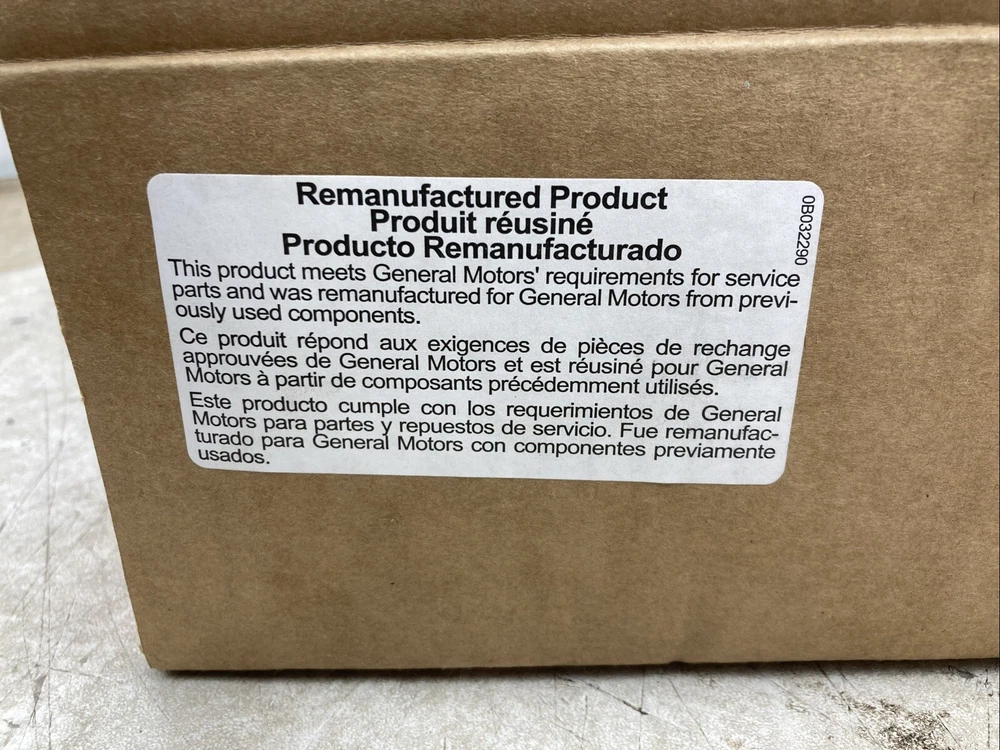 Remanufactured Product
Produit réusiné
Producto Remanufacturado
0B032290
This product meets General Motors' requirements for service
parts and was remanufactured for General Motors from previ-
ously used components.
Ce produit répond aux exigences de pièces de rechange
approuvées de General Motors et est réusiné pour General
Motors à partir de composants précédemment utilisés.
Este producto cumple con los requerimientos de General
Motors para partes y repuestos de servicio. Fue remanufac-
turado para General Motors con componentes previamente
usados.